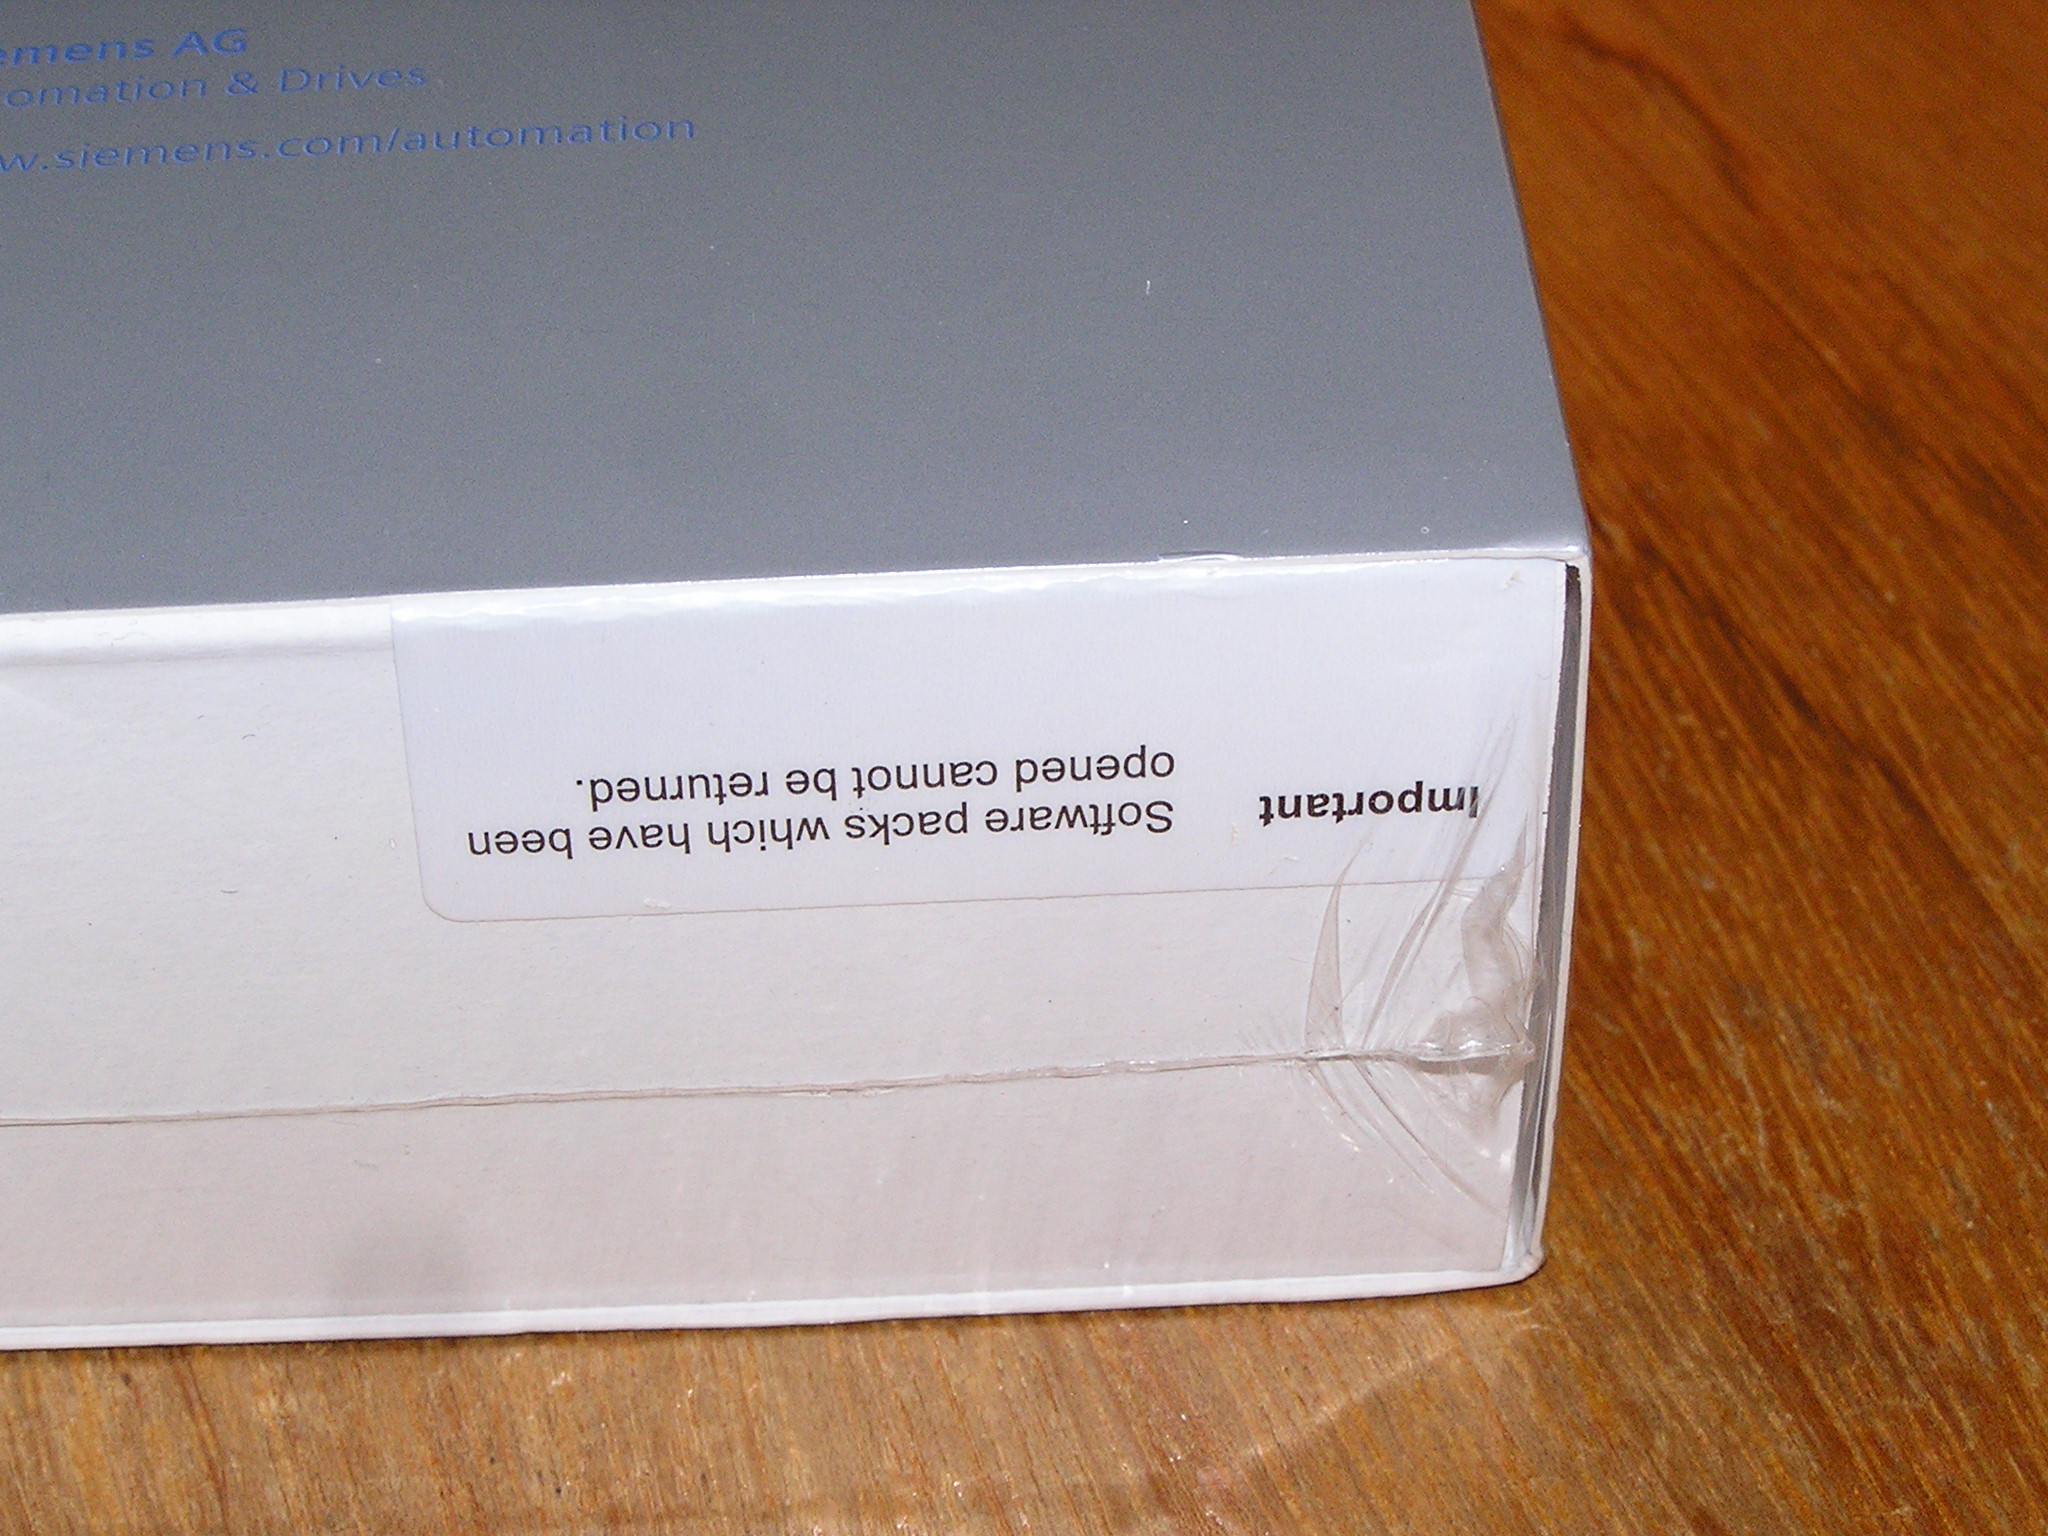 emens AG
omation & Drives
w.siemens.com/automation
Important
Software packs which have been
opened cannot be returned.